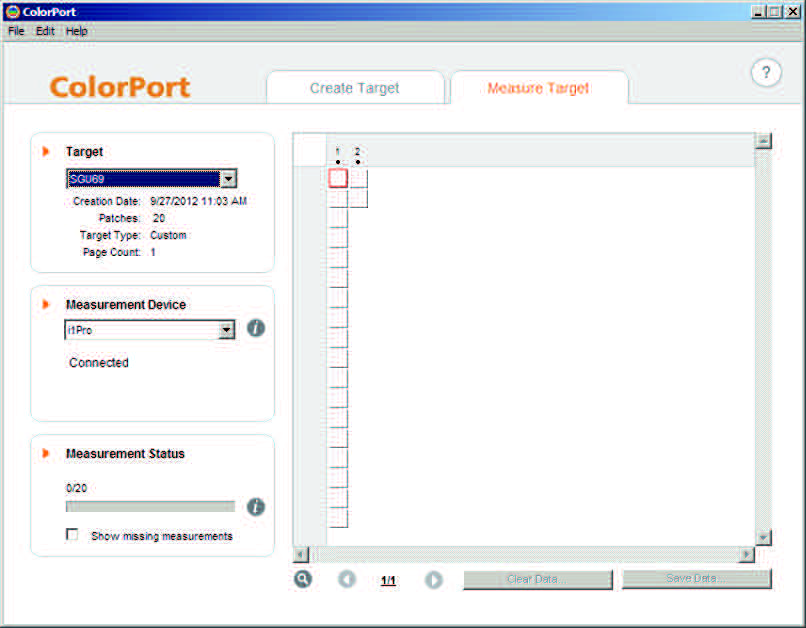 ColorPort
File Edit Help
ColorPort
Create Target
Measure Target
?
Target
SGU69
Creation Date: 9/27/2012 11:03 AM
Patches: 20
Target Type: Custom
Page Count: 1
Measurement Device
i1Pro
i
Connected
Measurement Status
0/20
i
Show missing measurements
1 2
1/1
Clear Data...
Save Data...